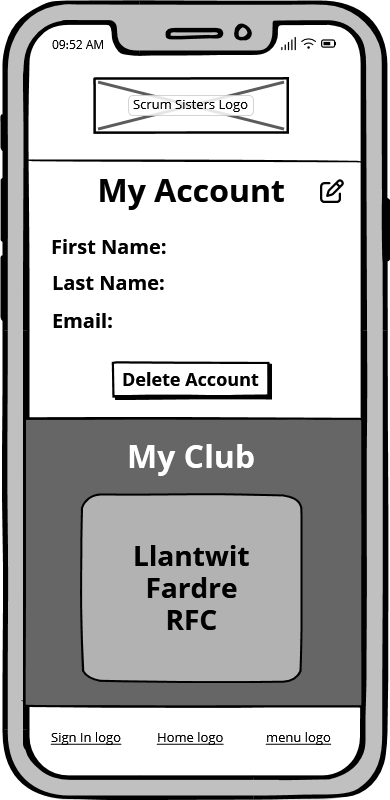 09:52 AM
Scrum Sisters Logo
My Account
First Name:
Last Name:
Email:
Delete Account
My Club
Llantwit
Fardre
RFC
Sign In logo Home logo menu logo